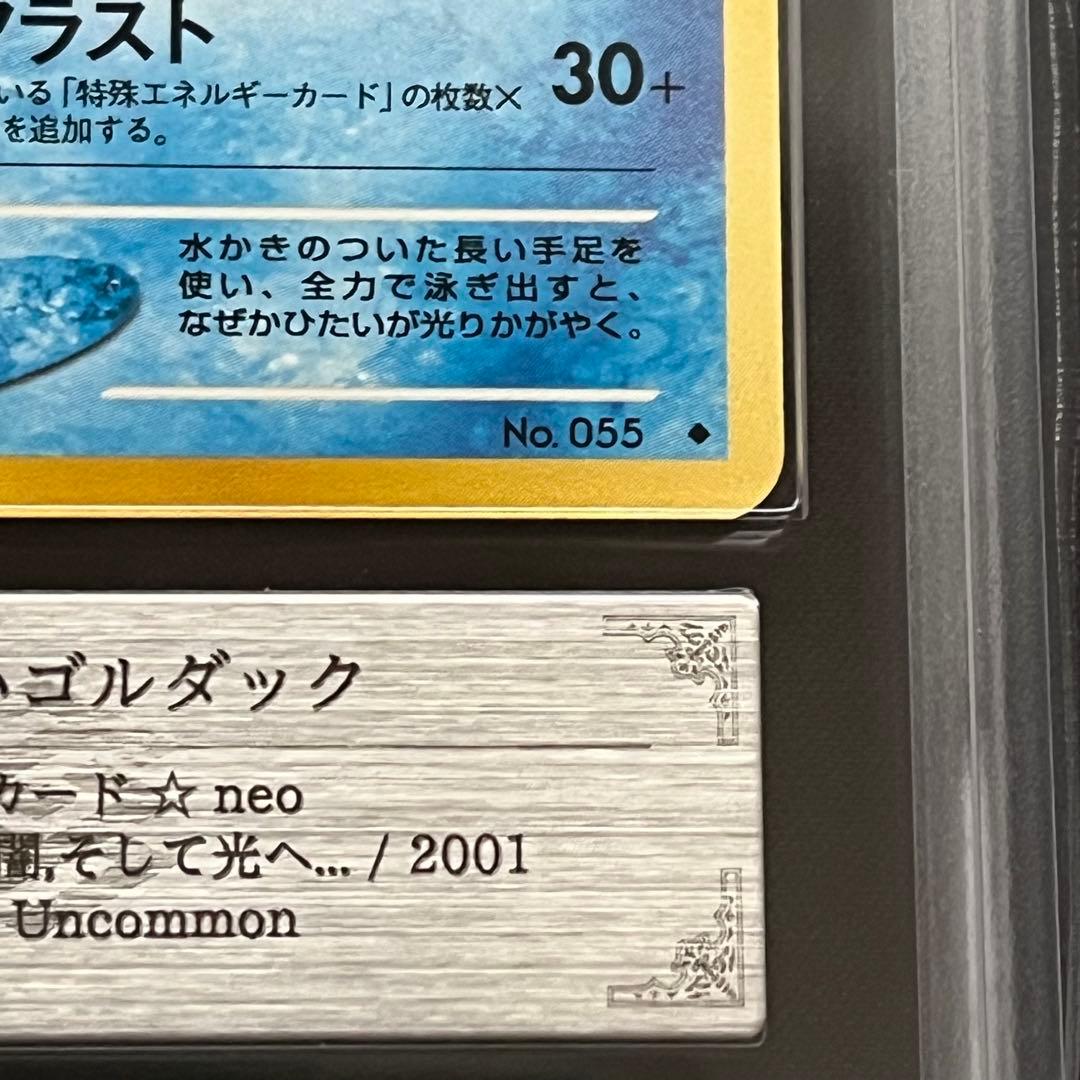 ラスト
いる「特殊エネルギーカード」の枚数×
を追加する。
30+
水かきのついた長い手足を
使い、全力で泳ぎ出すと、
なぜかひたいが光りかがやく。
No. 055 ◆
ゴルダック
カード ☆ neo
闇,そして光へ... / 2001
Uncommon